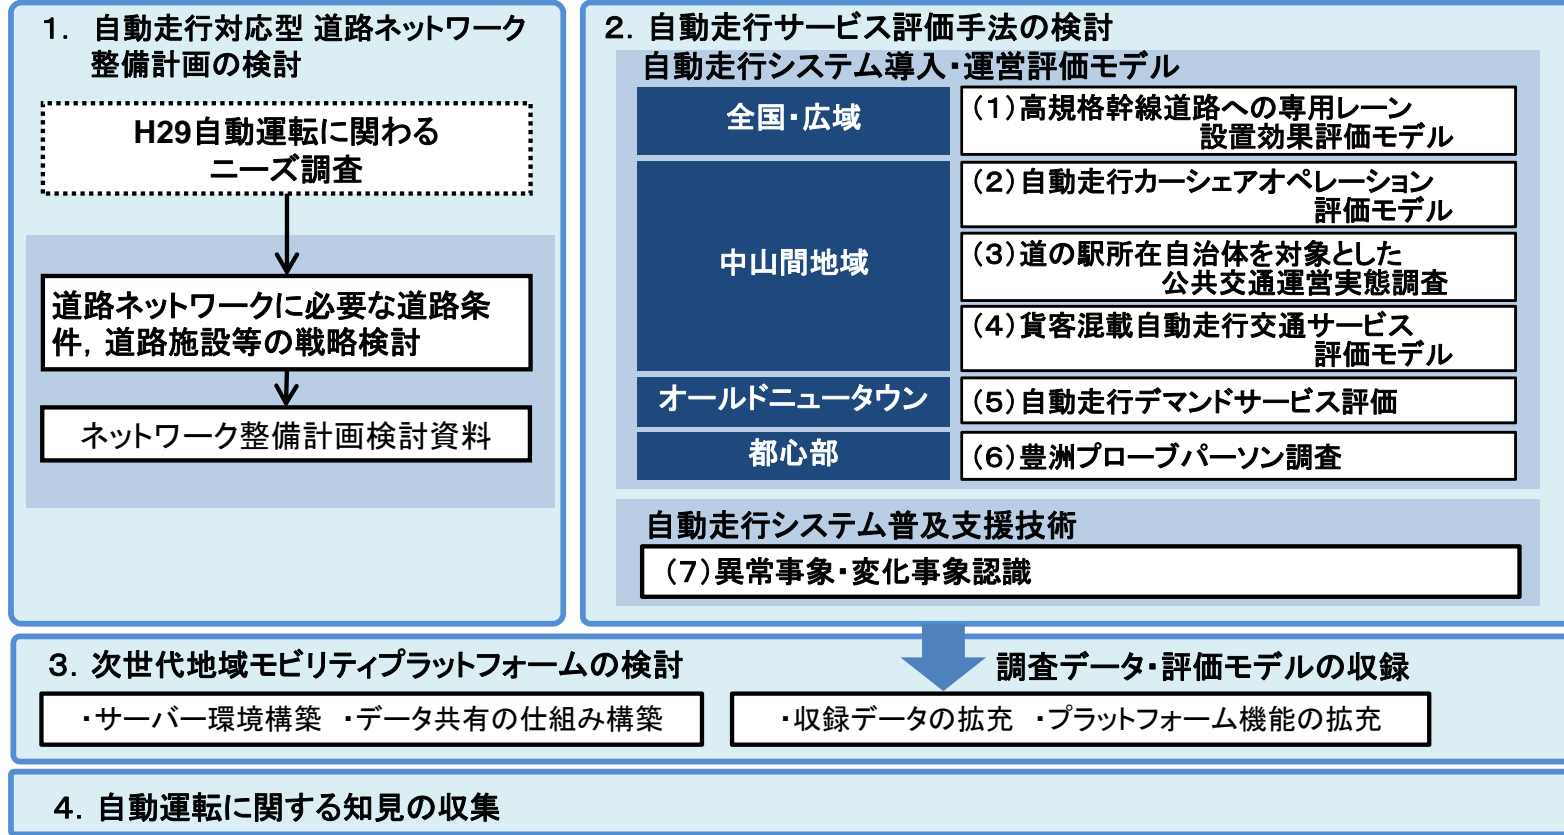 1． 自動走行対応型 道路ネットワーク
整備計画の検討
H29自動運転に関わる
ニーズ調査
道路ネットワークに必要な道路条
件，道路施設等の戦略検討
ネットワーク整備計画検討資料
2．自動走行サービス評価手法の検討
自動走行システム導入・運営評価モデル
全国・広域
（1）高規格幹線道路への専用レーン
設置効果評価モデル
中山間地域
（2）自動走行カーシェアオペレーション
評価モデル
（3）道の駅所在自治体を対象とした
公共交通運営実態調査
（4）貨客混載自動走行交通サービス
評価モデル
オールドニュータウン
（5）自動走行デマンドサービス評価
都心部
（6）豊洲プローブパーソン調査
自動走行システム普及支援技術
（7）異常事象・変化事象認識
3．次世代地域モビリティプラットフォームの検討
調査データ・評価モデルの収録
・サーバー環境構築 ・データ共有の仕組み構築
・収録データの拡充 ・プラットフォーム機能の拡充
4．自動運転に関する知見の収集